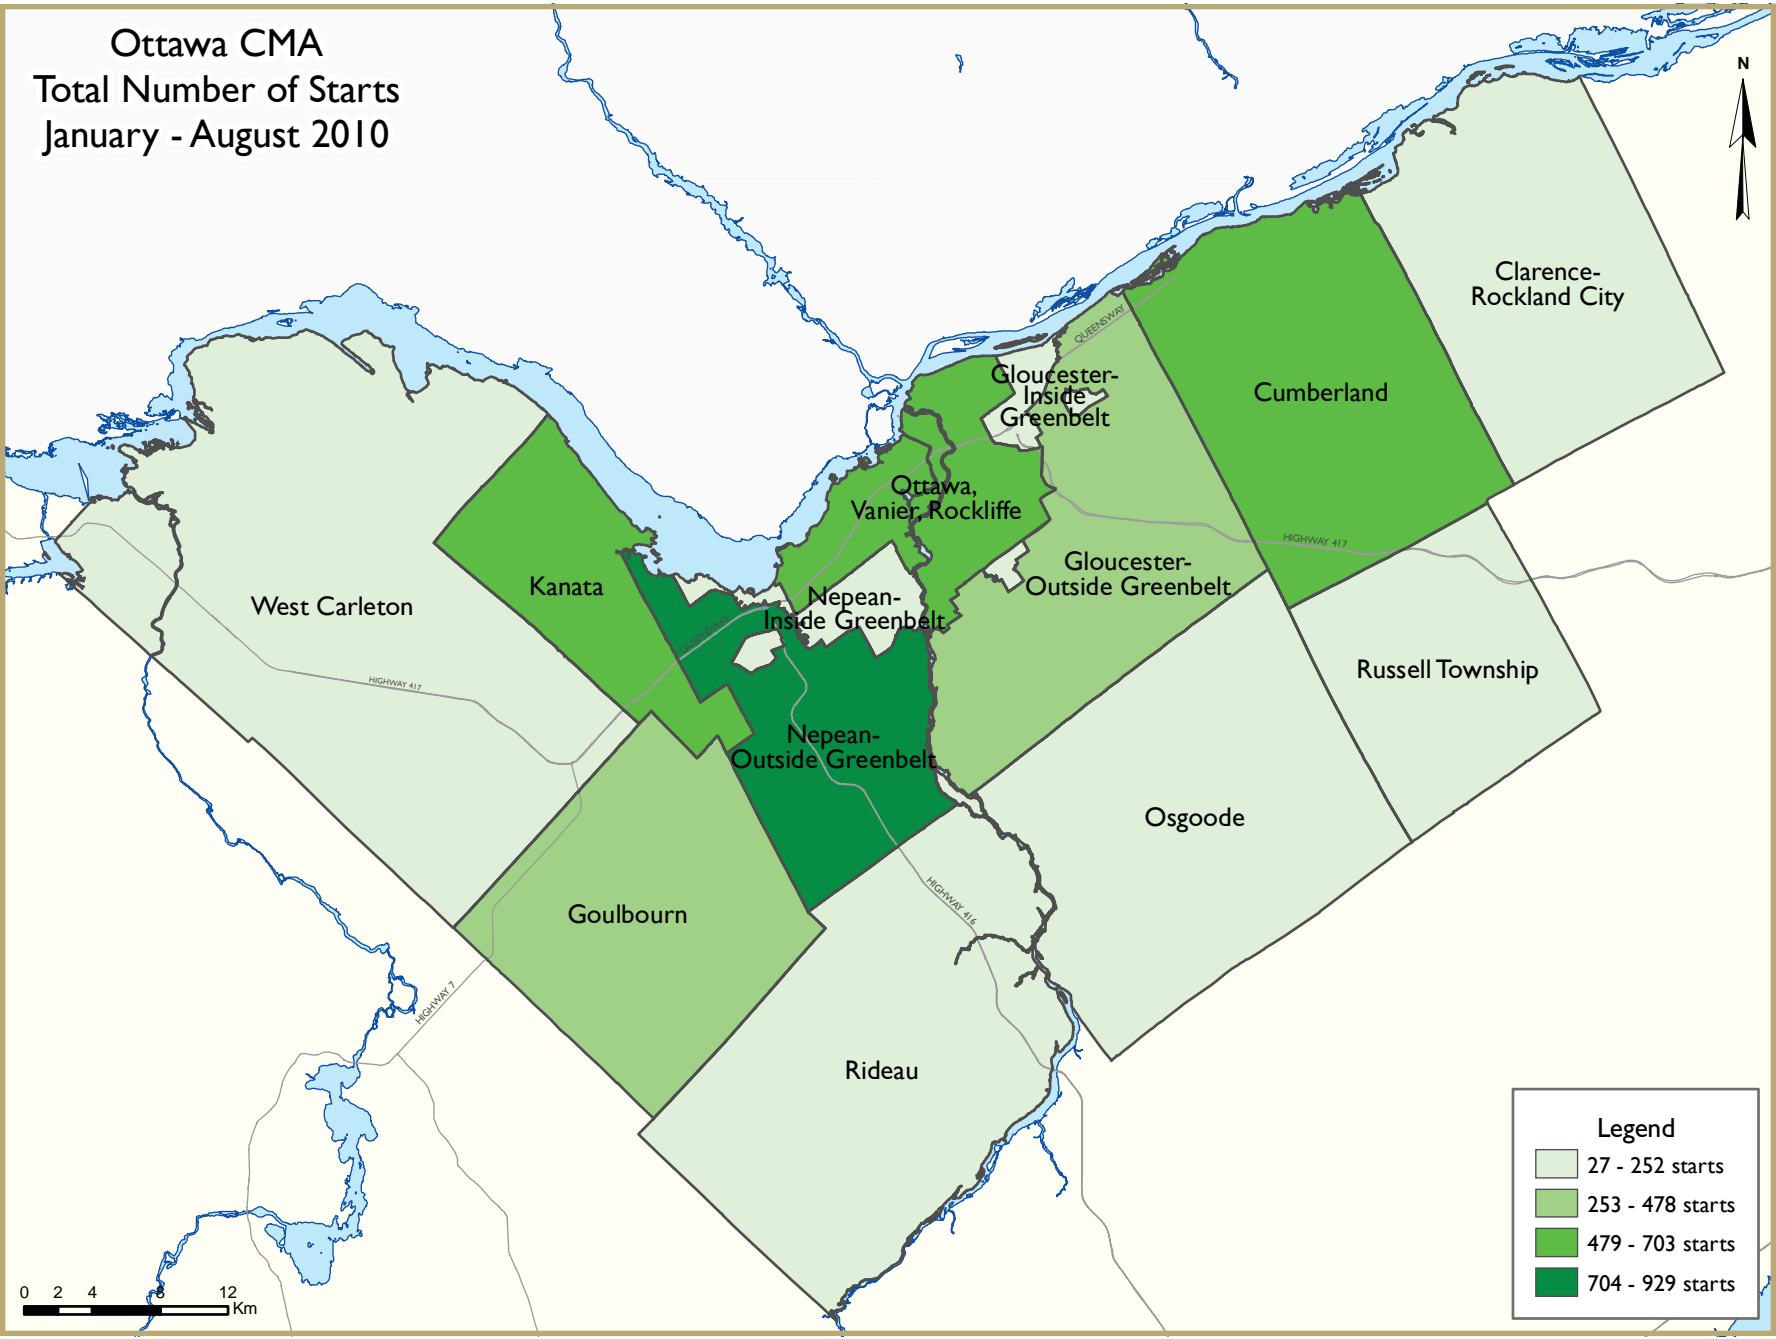 Ottawa CMA
Total Number of Starts
January - August 2010
N
Clarence-
Rockland City
QUEENSWAY
Gloucester-
Inside
Greenbelt
Cumberland
Ottawa,
Vanier, Rockliffe
HIGHWAY 417
Gloucester-
Outside Greenbelt
Kanata
West Carleton
Nepean-
Inside Greenbelt
QUEENSWAY
Russell Township
HIGHWAY 417
Nepean-
Outside Greenbelt
Osgoode
Goulbourn
HIGHWAY 416
HIGHWAY 7
Rideau
Legend
27 - 252 starts
253 - 478 starts
479 - 703 starts
704 - 929 starts
0 2 4 8 12
Km